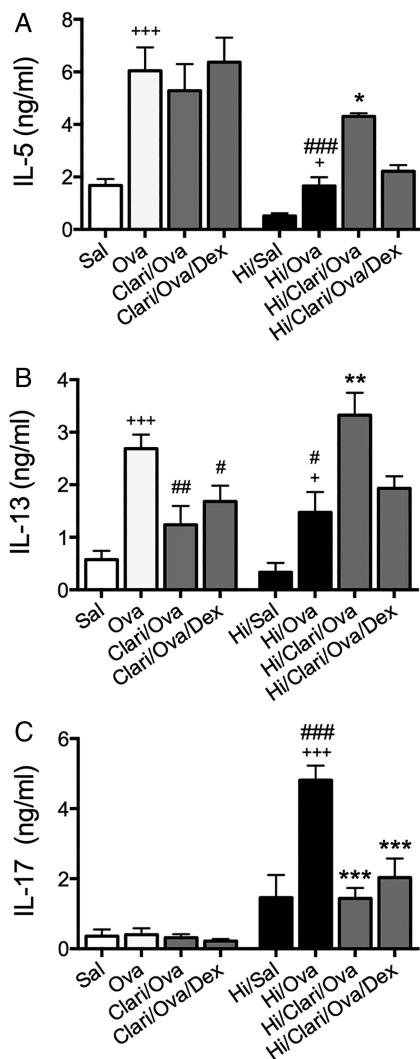 A
IL-5 (ng/ml)
8
6
4
2
0
+++
###
+
*
Sal
Ova
Clari/Ova
Clari/Ova/Dex
Hi/Sal
Hi/Ova
Hi/Clari/Ova
Hi/Clari/Ova/Dex
B
IL-13 (ng/ml)
4
3
2
1
0
+++
##
#
#
+
**
Sal
Ova
Clari/Ova
Clari/Ova/Dex
Hi/Sal
Hi/Ova
Hi/Clari/Ova
Hi/Clari/Ova/Dex
C
IL-17 (ng/ml)
6
4
2
0
###
+++
***
***
Sal
Ova
Clari/Ova
Clari/Ova/Dex
Hi/Sal
Hi/Ova
Hi/Clari/Ova
Hi/Clari/Ova/Dex